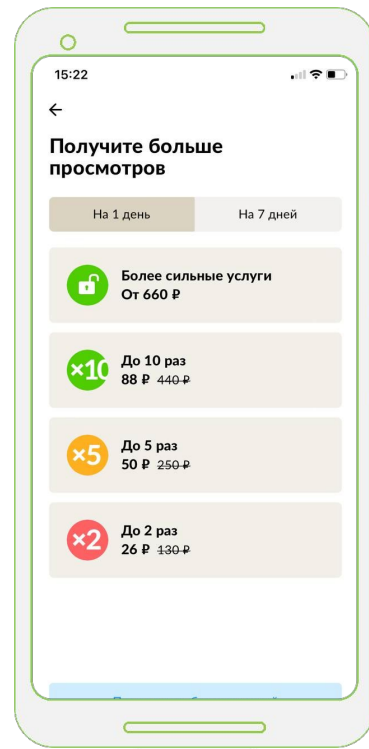 15:22
Получите больше
просмотров
На 1 день
На 7 дней
Более сильные услуги
От 660 ₽
×10
До 10 раз
88 ₽ 440 ₽
×5
До 5 раз
50 ₽ 250 ₽
×2
До 2 раз
26 ₽ 130 ₽